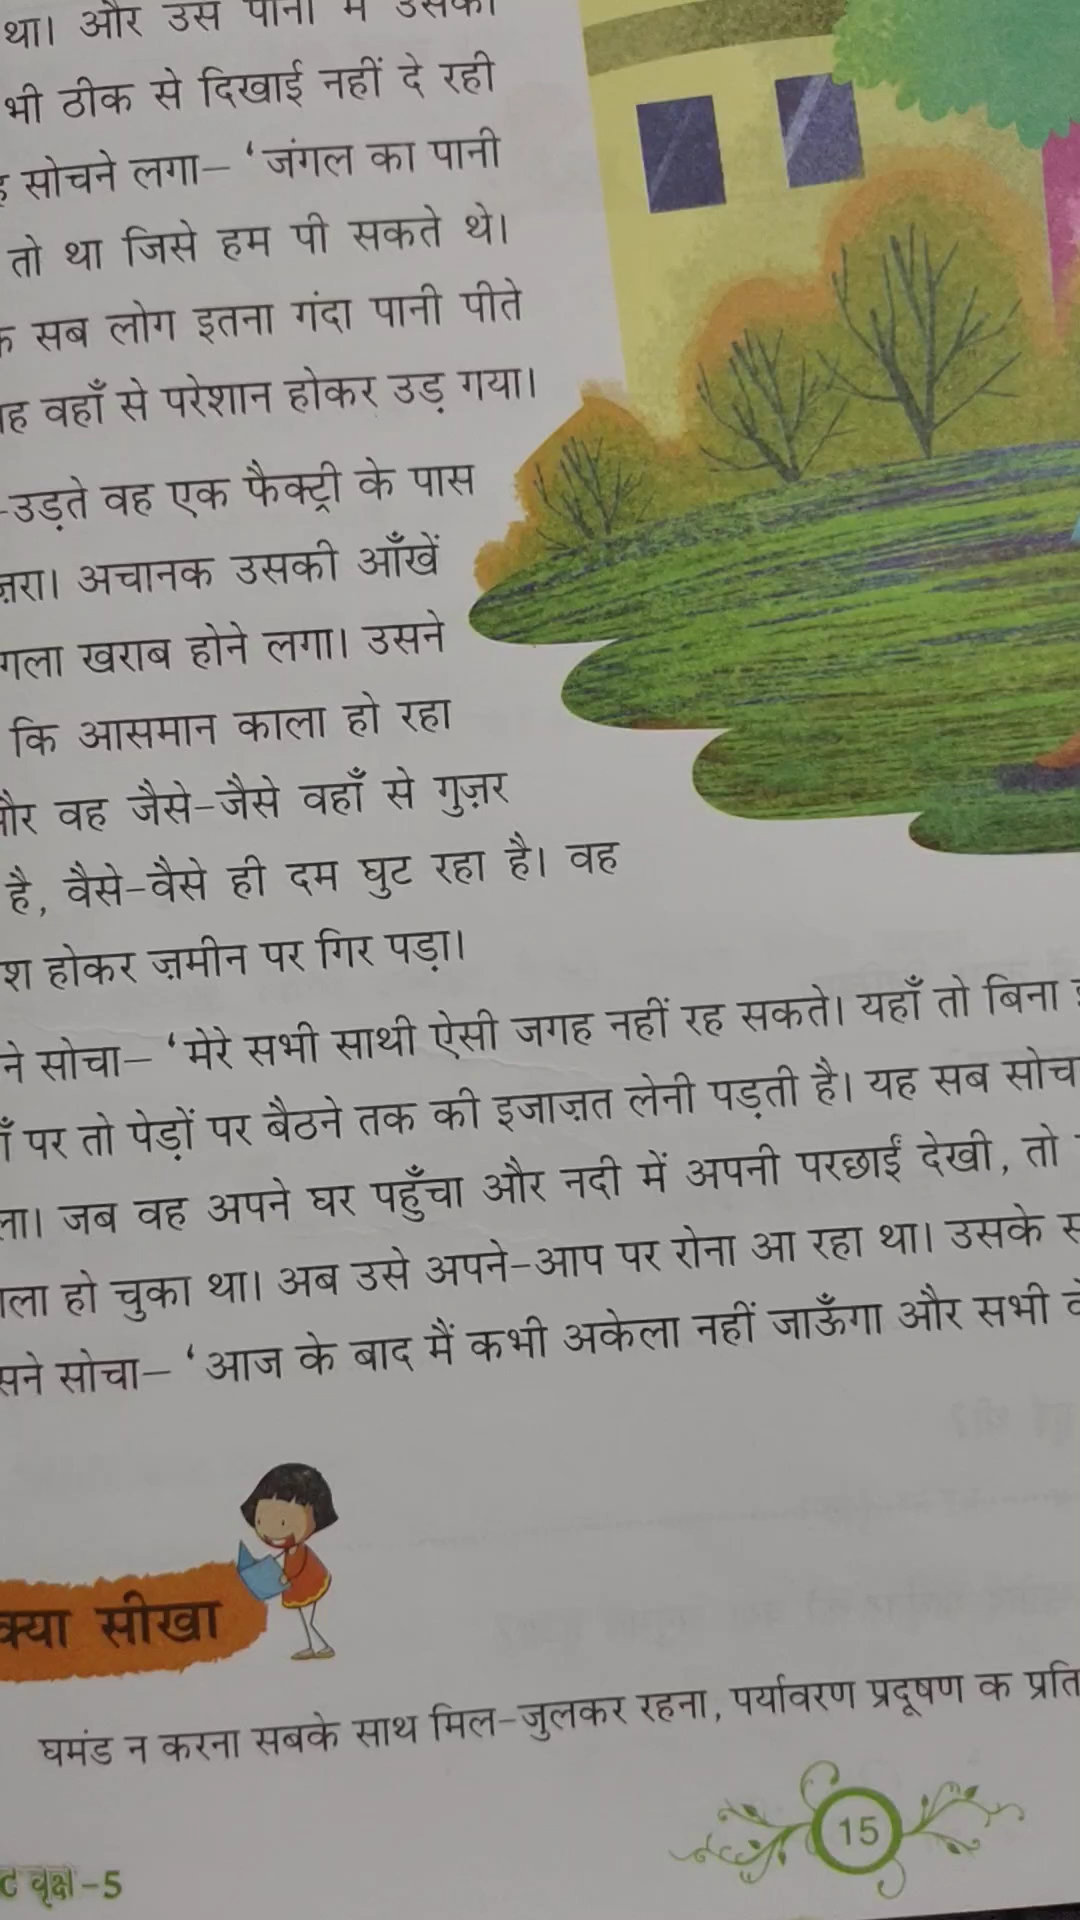 था। और उस पानी में उसकी
भी ठीक से दिखाई नहीं दे रही
सोचने लगा– ‘जंगल का पानी
तो था जिसे हम पी सकते थे।
सब लोग इतना गंदा पानी पीते
वहाँ से परेशान होकर उड़ गया।
-उड़ते वह एक फैक्ट्री के पास
अचानक उसकी आँखें
गला खराब होने लगा। उसने
कि आसमान काला हो रहा
वह जैसे-जैसे वहाँ से गुज़र
है, वैसे-वैसे ही दम घुट रहा है। वह
होकर ज़मीन पर गिर पड़ा।
ने सोचा– ‘मेरे सभी साथी ऐसी जगह नहीं रह सकते। यहाँ तो बिना
पर तो पेड़ों पर बैठने तक की इजाज़त लेनी पड़ती है। यह सब सोच
जब वह अपने घर पहुँचा और नदी में अपनी परछाईं देखी, तो
हो चुका था। अब उसे अपने-आप पर रोना आ रहा था। उसके
सोचा– ‘आज के बाद मैं कभी अकेला नहीं जाऊँगा और सभी
क्या सीखा
घमंड न करना सबके साथ मिल-जुलकर रहना, पर्यावरण प्रदूषण क प्रति
15
वृक्ष -5